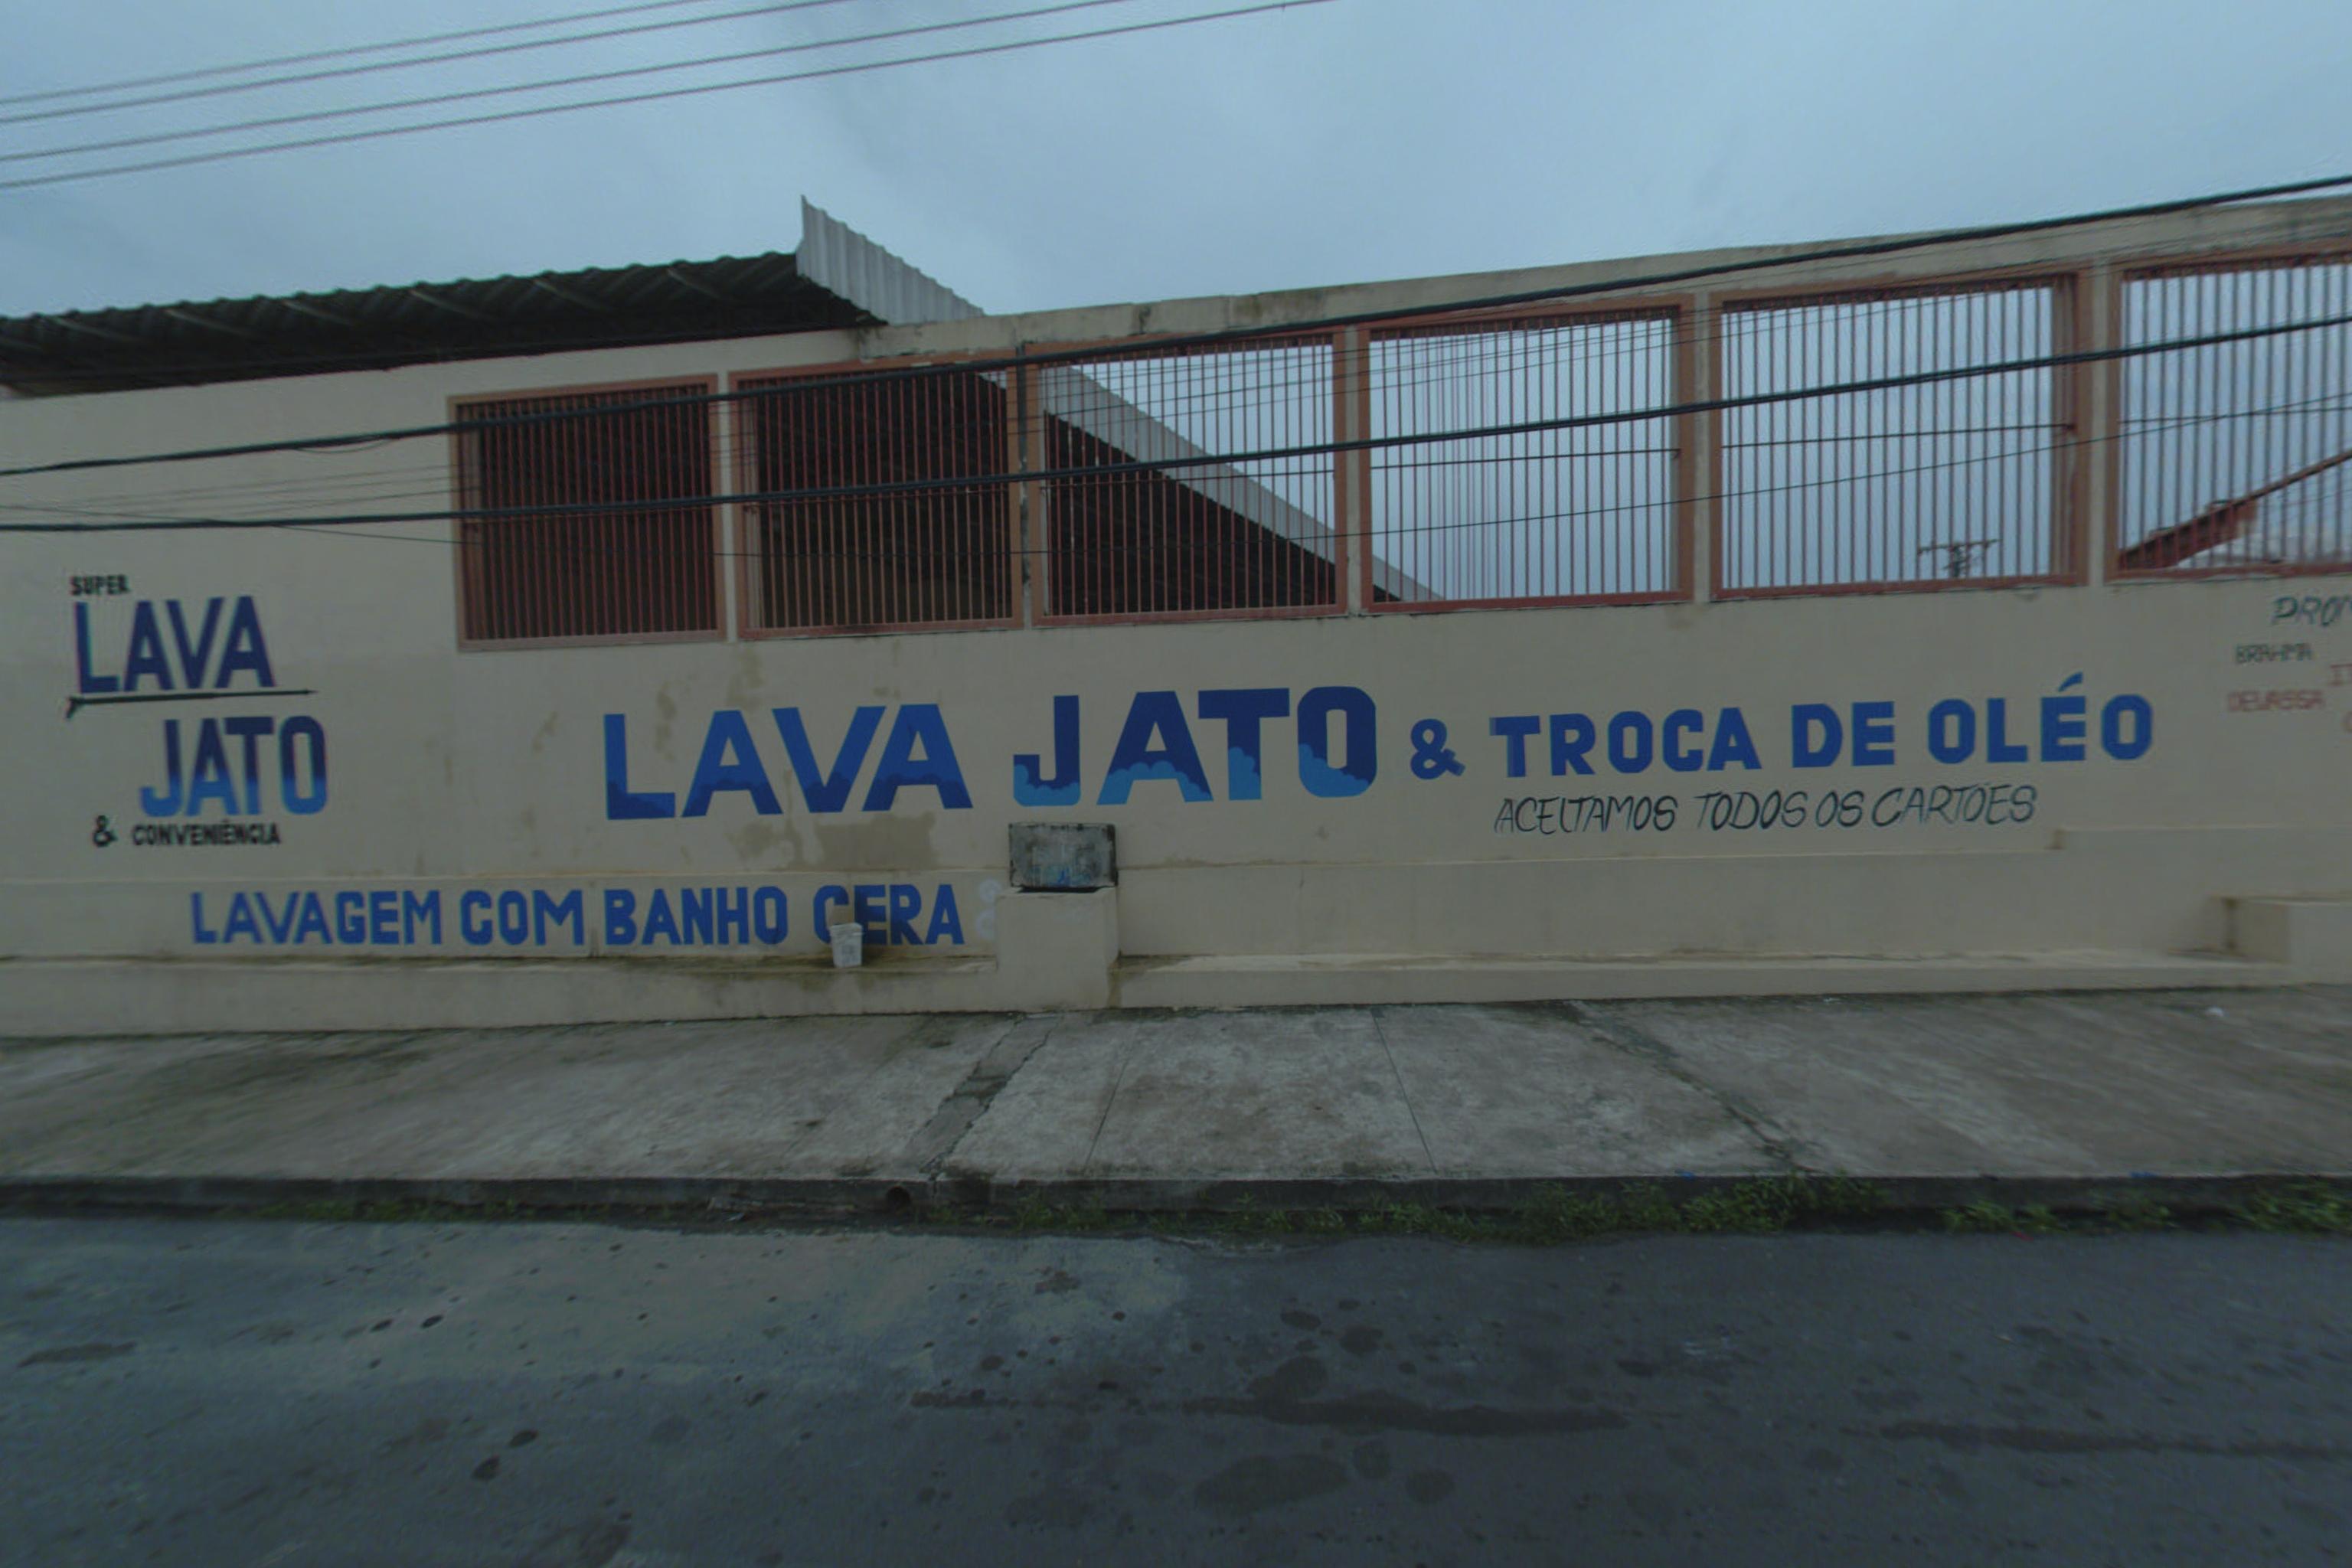 SUPER
LAVA
JATO
& CONVENIÊNCIA
LAVA JATO & TROCA DE OLÉO
ACEITAMOS TODOS OS CARTÕES
LAVAGEM COM BANHO CERA
BRAHMA
DEVASSA